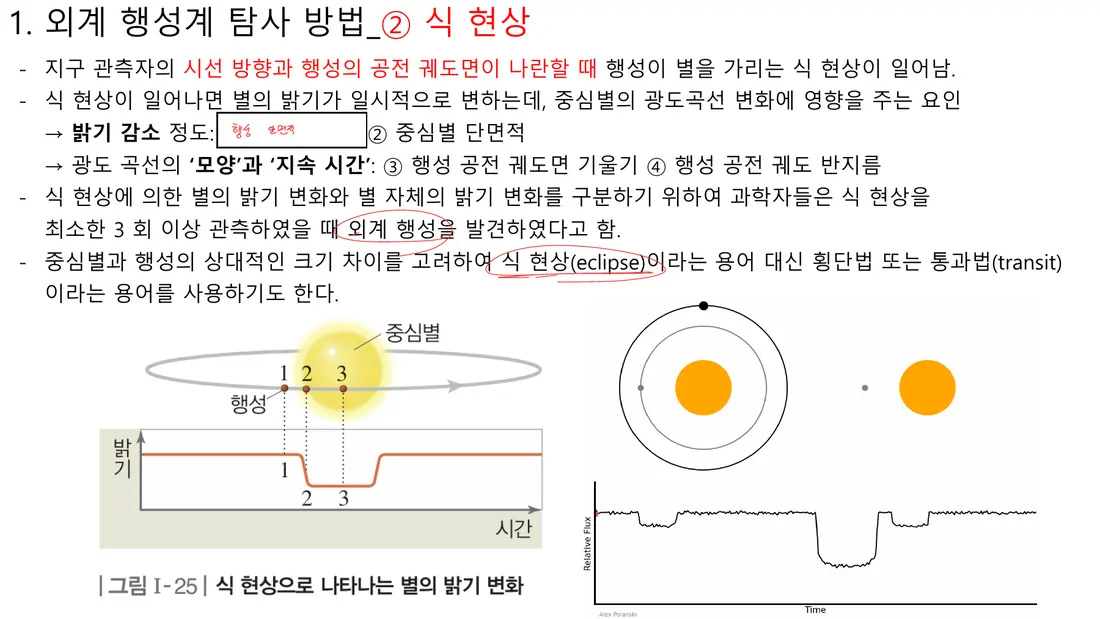 1. 외계 행성계 탐사 방법_② 식 현상
- 지구 관측자의 시선 방향과 행성의 공전 궤도면이 나란할 때 행성이 별을 가리는 식 현상이 일어남.
- 식 현상이 일어나면 별의 밝기가 일시적으로 변하는데, 중심별의 광도곡선 변화에 영향을 주는 요인
→ 밝기 감소 정도: 행성 단면적 ② 중심별 단면적
→ 광도 곡선의 ‘모양’과 ‘지속 시간’: ③ 행성 공전 궤도면 기울기 ④ 행성 공전 궤도 반지름
- 식 현상에 의한 별의 밝기 변화와 별 자체의 밝기 변화를 구분하기 위하여 과학자들은 식 현상을
최소한 3 회 이상 관측하였을 때 외계 행성을 발견하였다고 함.
- 중심별과 행성의 상대적인 크기 차이를 고려하여 식 현상(eclipse)이라는 용어 대신 횡단법 또는 통과법(transit)
이라는 용어를 사용하기도 한다.
중심별
1 2 3
행성
밝기
1
2 3
시간
|그림 I-25| 식 현상으로 나타나는 별의 밝기 변화
Relative Flux
Time
Alex Polanski